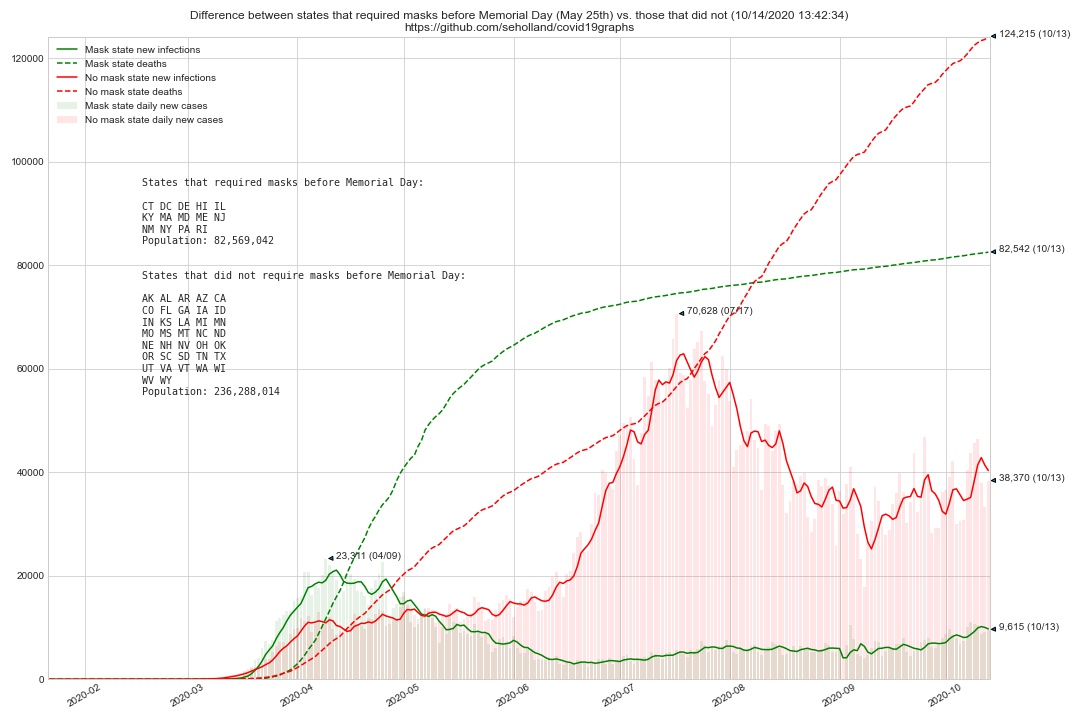 Difference between states that required masks before Memorial Day (May 25th) vs. those that did not (10/14/2020 13:42:34)
https://github.com/seholland/covid19graphs
Mask state new infections
Mask state deaths
No mask state new infections
No mask state deaths
Mask state daily new cases
No mask state daily new cases
States that required masks before Memorial Day:
CT DC DE HI IL
KY MA MD ME NJ
NM NY PA RI
Population: 82,569,042
States that did not require masks before Memorial Day:
AK AL AR AZ CA
CO FL GA IA ID
IN KS LA MI MN
MO MS MT NC ND
NE NH NV OH OK
OR SC SD TN TX
UT VA VT WA WI
WV WY
Population: 236,288,014
124,215 (10/13)
82,542 (10/13)
70,628 (07/17)
38,370 (10/13)
23,311 (04/09)
9,615 (10/13)
120000
100000
80000
60000
40000
20000
0
2020-02
2020-03
2020-04
2020-05
2020-06
2020-07
2020-08
2020-09
2020-10